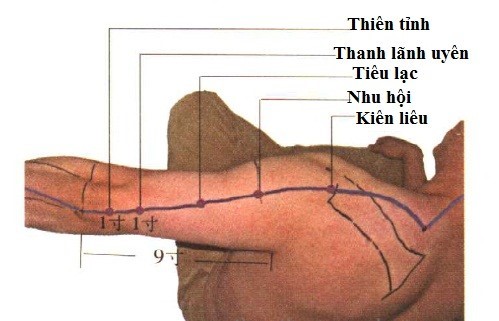 Thiên tỉnh
Thanh lãnh uyên
Tiêu lạc
Nhu hội
Kiên liêu
1寸 1寸
9寸